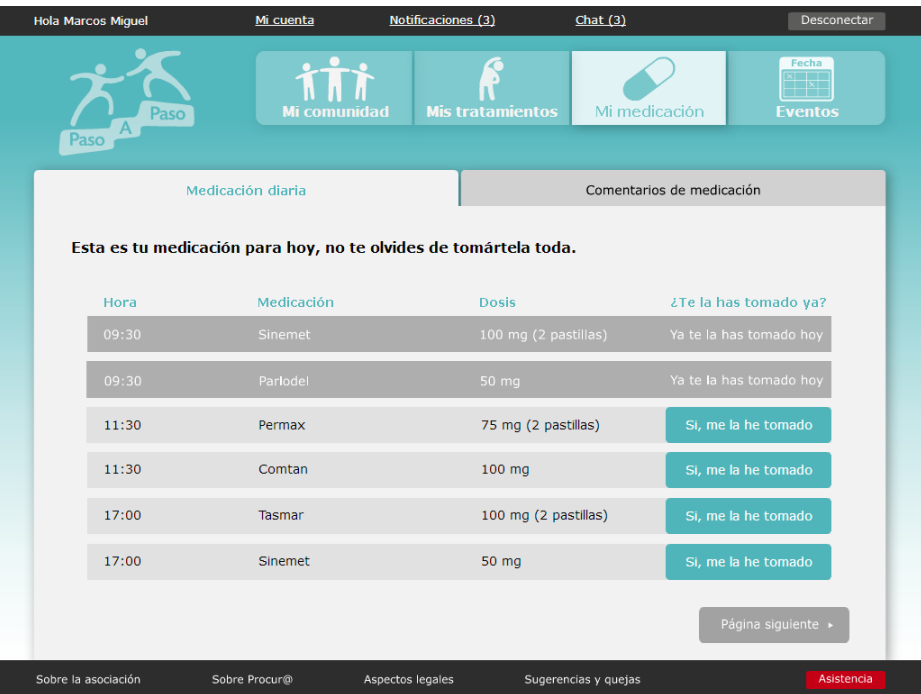 Hola Marcos Miguel Mi cuenta Notificaciones (3) Chat (3) Desconectar
Paso A Paso
Mi comunidad Mis tratamientos Mi medicación Fecha Eventos
Medicación diaria Comentarios de medicación
Esta es tu medicación para hoy, no te olvides de tomártela toda.
Hora Medicación Dosis ¿Te la has tomado ya?
09:30 Sinemet 100 mg (2 pastillas) Ya te la has tomado hoy
09:30 Parlodel 50 mg Ya te la has tomado hoy
11:30 Permax 75 mg (2 pastillas) Si, me la he tomado
11:30 Comtan 100 mg Si, me la he tomado
17:00 Tasmar 100 mg (2 pastillas) Si, me la he tomado
17:00 Sinemet 50 mg Si, me la he tomado
Página siguiente ▸
Sobre la asociación Sobre Procur@ Aspectos legales Sugerencias y quejas Asistencia